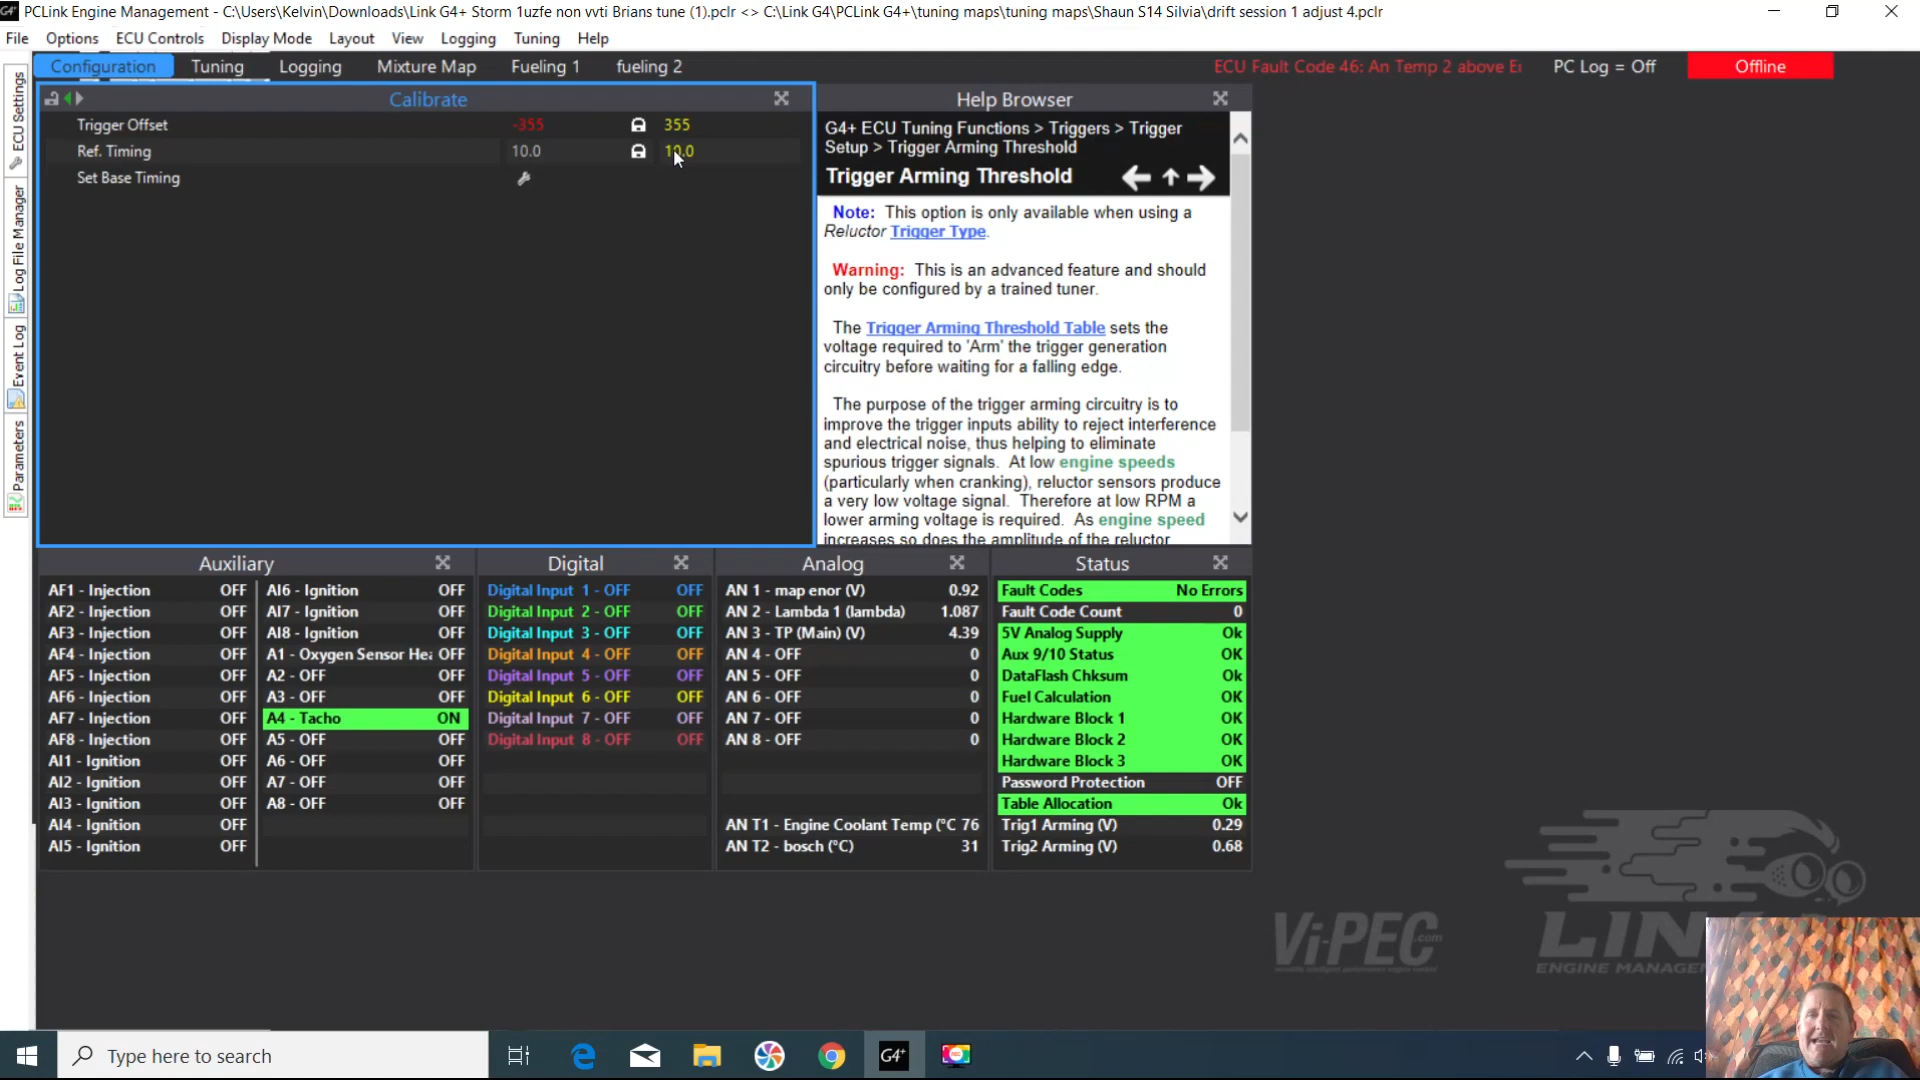 G4+ PCLink Engine Management - C:\Users\Kelvin\Downloads\Link G4+ Storm 1uzfe non vvti Brians tune (1).pclr <> C:\Link G4\PCLink G4+\tuning maps\tuning maps\Shaun S14 Silvia\drift session 1 adjust 4.pclr
File Options ECU Controls Display Mode Layout View Logging Tuning Help
Configuration Tuning Logging Mixture Map Fueling 1 fueling 2
ECU Fault Code 46: An Temp 2 above
PC Log = Off
Offline
ECU Settings
Log File Manager
Event Log
Parameters
Calibrate
Trigger Offset -355 355
Ref. Timing 10.0 10.0
Set Base Timing
Help Browser
G4+ ECU Tuning Functions > Triggers > Trigger
Setup > Trigger Arming Threshold
Trigger Arming Threshold
Note: This option is only available when using a
Reluctor Trigger Type.
Warning: This is an advanced feature and should
only be configured by a trained tuner.
The Trigger Arming Threshold Table sets the
voltage required to 'Arm' the trigger generation
circuitry before waiting for a falling edge.
The purpose of the trigger arming circuitry is to
improve the trigger inputs ability to reject interference
and electrical noise, thus helping to eliminate
spurious trigger signals. At low engine speeds
(particularly when cranking), reluctor sensors produce
a very low voltage signal. Therefore at low RPM a
lower arming voltage is required. As engine speed
increases so does the amplitude of the reluctor
Auxiliary
AF1 - Injection OFF
AF2 - Injection OFF
AF3 - Injection OFF
AF4 - Injection OFF
AF5 - Injection OFF
AF6 - Injection OFF
AF7 - Injection OFF
AF8 - Injection OFF
AI1 - Ignition OFF
AI2 - Ignition OFF
AI3 - Ignition OFF
AI4 - Ignition OFF
AI5 - Ignition OFF
AI6 - Ignition OFF
AI7 - Ignition OFF
AI8 - Ignition OFF
A1 - Oxygen Sensor Hea OFF
A2 - OFF OFF
A3 - OFF OFF
A4 - Tacho ON
A5 - OFF OFF
A6 - OFF OFF
A7 - OFF OFF
A8 - OFF OFF
Digital
Digital Input 1 - OFF OFF
Digital Input 2 - OFF OFF
Digital Input 3 - OFF OFF
Digital Input 4 - OFF OFF
Digital Input 5 - OFF OFF
Digital Input 6 - OFF OFF
Digital Input 7 - OFF OFF
Digital Input 8 - OFF OFF
Analog
AN 1 - map enor (V) 0.92
AN 2 - Lambda 1 (lambda) 1.087
AN 3 - TP (Main) (V) 4.39
AN 4 - OFF 0
AN 5 - OFF 0
AN 6 - OFF 0
AN 7 - OFF 0
AN 8 - OFF 0
AN T1 - Engine Coolant Temp (°C 76
AN T2 - bosch (°C) 31
Status
Fault Codes No Errors
Fault Code Count 0
5V Analog Supply Ok
Aux 9/10 Status OK
DataFlash Chksum Ok
Fuel Calculation OK
Hardware Block 1 OK
Hardware Block 2 OK
Hardware Block 3 OK
Password Protection OFF
Table Allocation Ok
Trig1 Arming (V) 0.29
Trig2 Arming (V) 0.68
Vi-PEC.com
LIN
ENGINE MANAGE
Type here to search
G4+